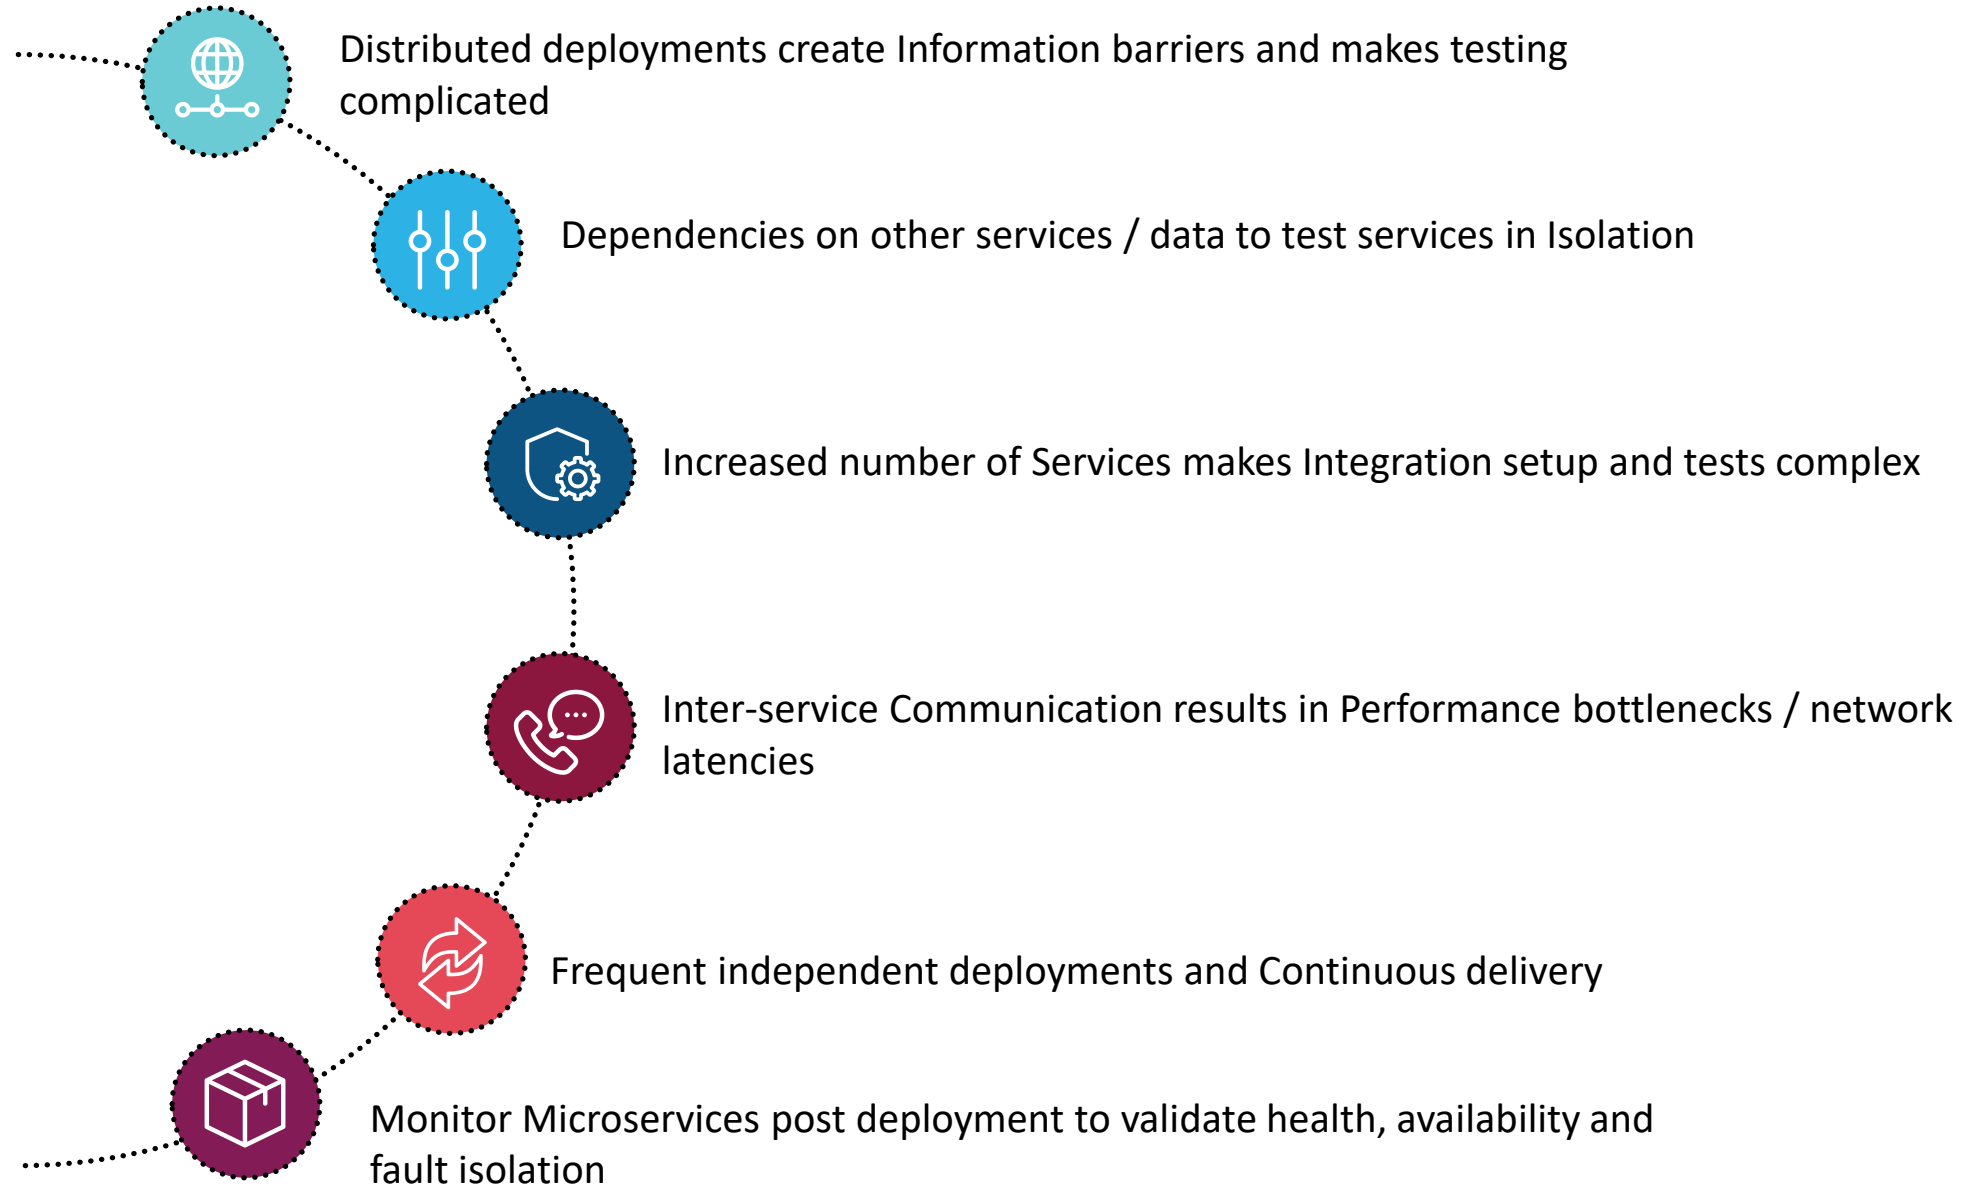 Distributed deployments create Information barriers and makes testing
complicated
Dependencies on other services / data to test services in Isolation
Increased number of Services makes Integration setup and tests complex
Inter-service Communication results in Performance bottlenecks / network
latencies
Frequent independent deployments and Continuous delivery
Monitor Microservices post deployment to validate health, availability and
fault isolation